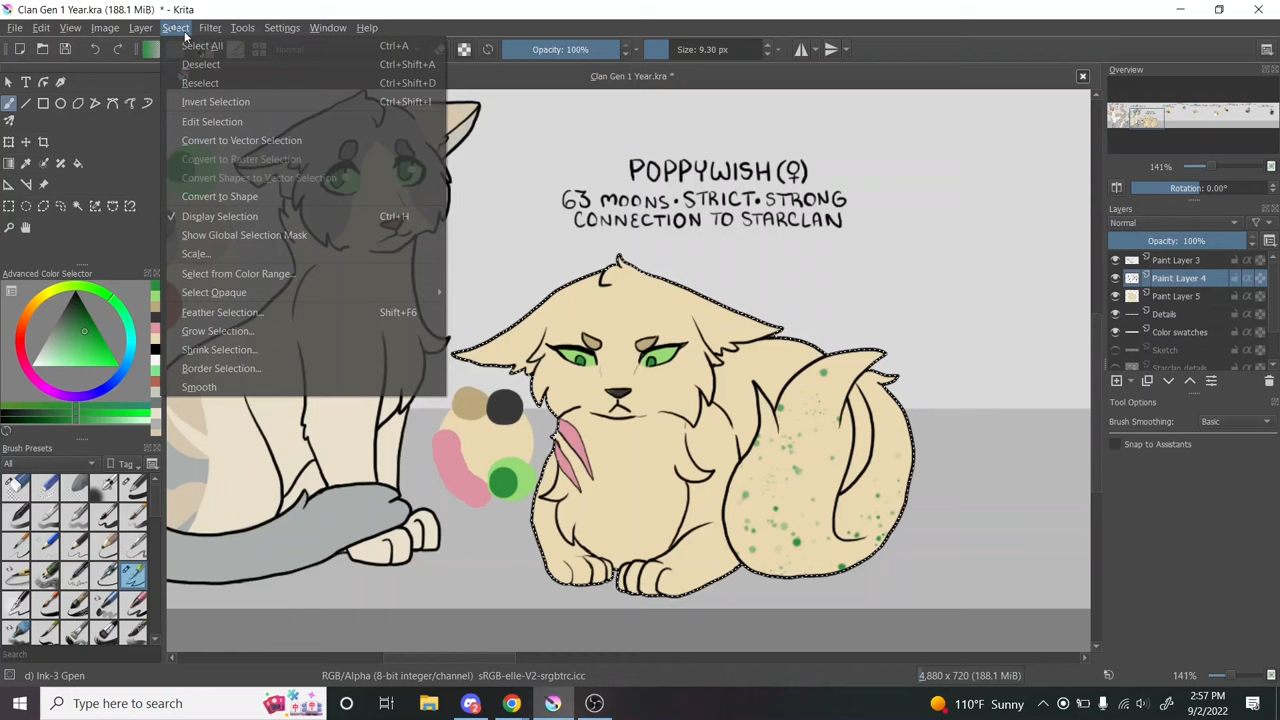 Clan Gen 1 Year.kra (188.1 MiB) * - Krita
File Edit View Image Layer Select Filter Tools Settings Window Help
Opacity: 100% Size: 9.30 px
Clan Gen 1 Year.kra *
Select All Ctrl+A
Deselect Ctrl+Shift+A
Reselect Ctrl+Shift+D
Invert Selection Ctrl+Shift+I
Edit Selection
Convert to Vector Selection
Convert to Raster Selection
Convert Shapes to Vector Selection
Convert to Shape
Display Selection Ctrl+H
Show Global Selection Mask
Scale...
Select from Color Range...
Select Opaque
Feather Selection... Shift+F6
Grow Selection...
Shrink Selection...
Border Selection...
Smooth
POPPYWISH (♀)
63 MOONS • STRICT • STRONG
CONNECTION TO STARCLAN
Advanced Color Selector
Brush Presets
All
Tag
Search
Overview
141%
Rotation: 0.00°
Layers
Normal
Opacity: 100%
Paint Layer 3
Paint Layer 4
Paint Layer 5
Details
Color swatches
Sketch
Starclan details
Tool Options
Brush Smoothing: Basic
Snap to Assistants
d) Ink-3 Gpen
RGB/Alpha (8-bit integer/channel) sRGB-elle-V2-srgbtrc.icc
4,880 x 720 (188.1 MiB)
141%
Type here to search
110°F Sunny
2:57 PM
9/2/2022